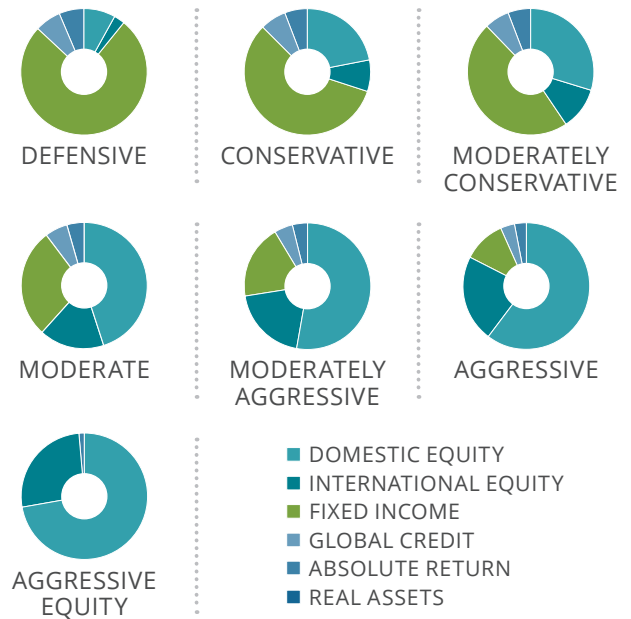 DEFENSIVE
CONSERVATIVE
MODERATELY
CONSERVATIVE
MODERATE
MODERATELY
AGGRESSIVE
AGGRESSIVE
AGGRESSIVE
EQUITY
DOMESTIC EQUITY
INTERNATIONAL EQUITY
FIXED INCOME
GLOBAL CREDIT
ABSOLUTE RETURN
REAL ASSETS